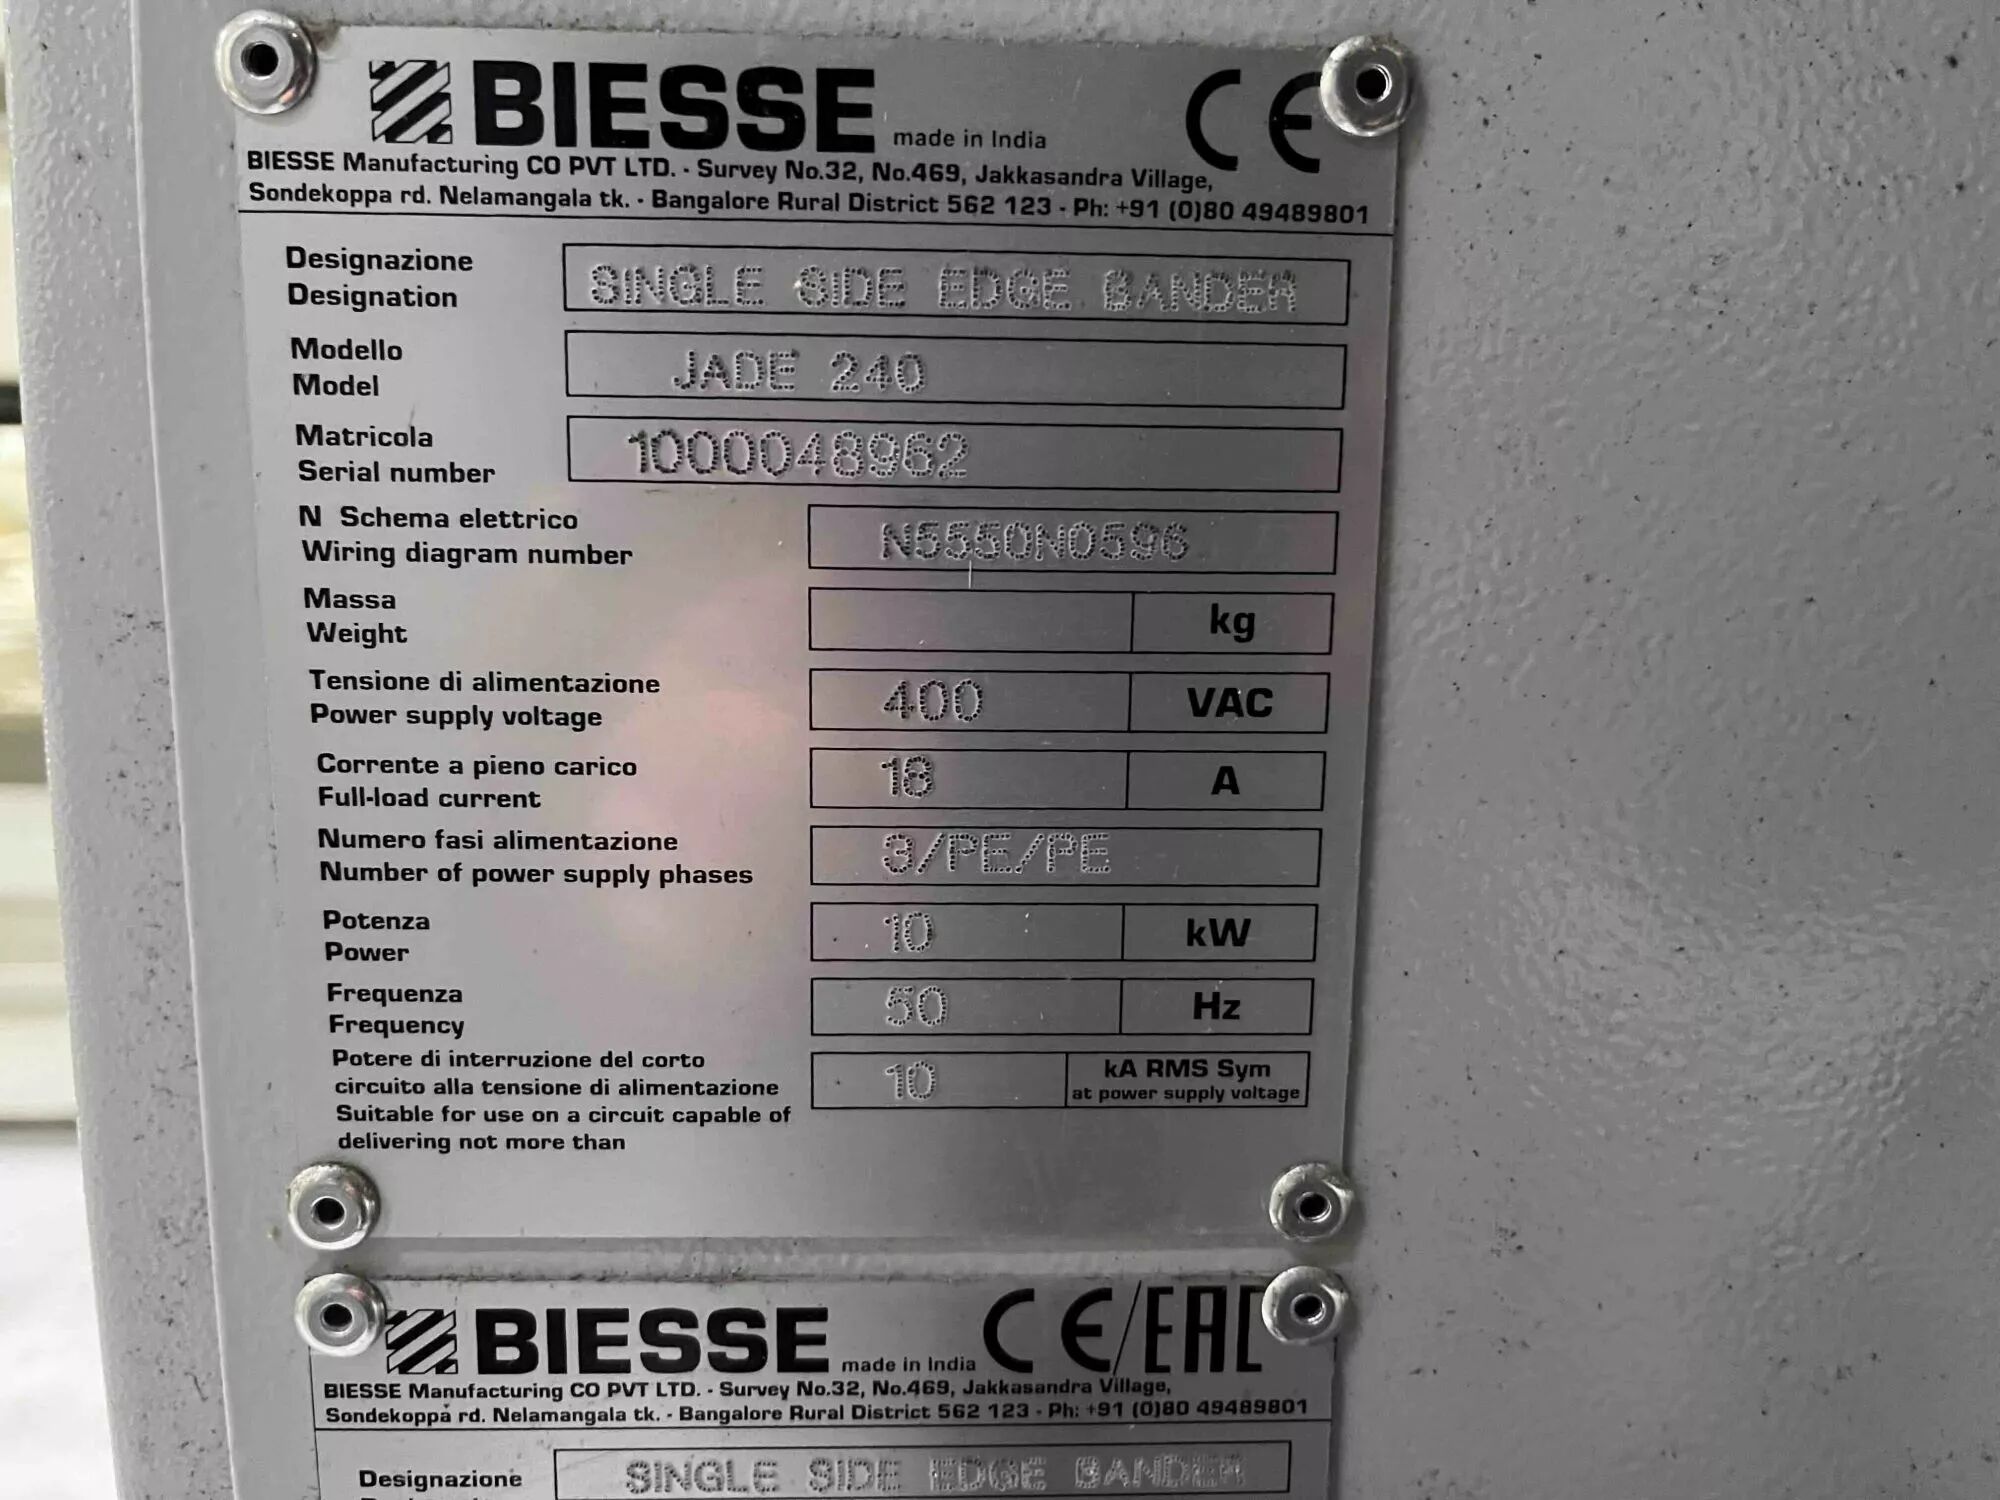 BIESSE made in India CE
BIESSE Manufacturing CO PVT LTD. - Survey No.32, No.469, Jakkasandra Village,
Sondekoppa rd. Nelamangala tk. - Bangalore Rural District 562 123 - Ph: +91 (0)80 49489801
Designazione
Designation
SINGLE SIDE EDGE BANDER
Modello
Model
JADE 240
Matricola
Serial number
1000048962
N Schema elettrico
Wiring diagram number
N5550N0596
Massa
Weight
kg
Tensione di alimentazione
Power supply voltage
400 VAC
Corrente a pieno carico
Full-load current
18 A
Numero fasi alimentazione
Number of power supply phases
3/PE/PE
Potenza
Power
10 kW
Frequenza
Frequency
50 Hz
Potere di interruzione del corto
circuito alla tensione di alimentazione
Suitable for use on a circuit capable of
delivering not more than
10 kA RMS Sym
at power supply voltage
BIESSE made in India CE/EAC
BIESSE Manufacturing CO PVT LTD. - Survey No.32, No.469, Jakkasandra Village,
Sondekoppa rd. Nelamangala tk. - Bangalore Rural District 562 123 - Ph: +91 (0)80 49489801
Designazione
SINGLE SIDE EDGE BANDER